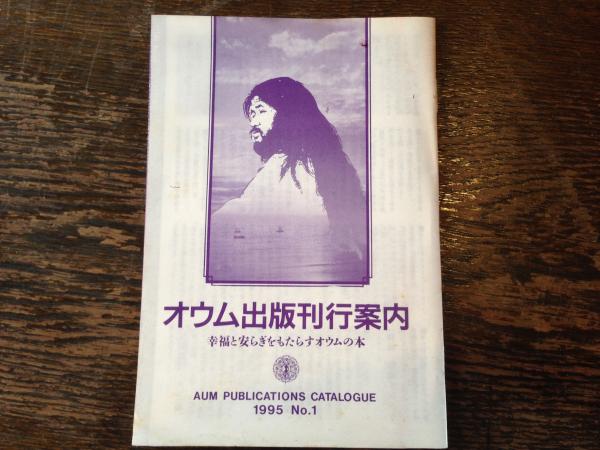 オウム出版刊行案内
幸福と安らぎをもたらすオウムの本
AUM PUBLICATIONS CATALOGUE
1995 No.1